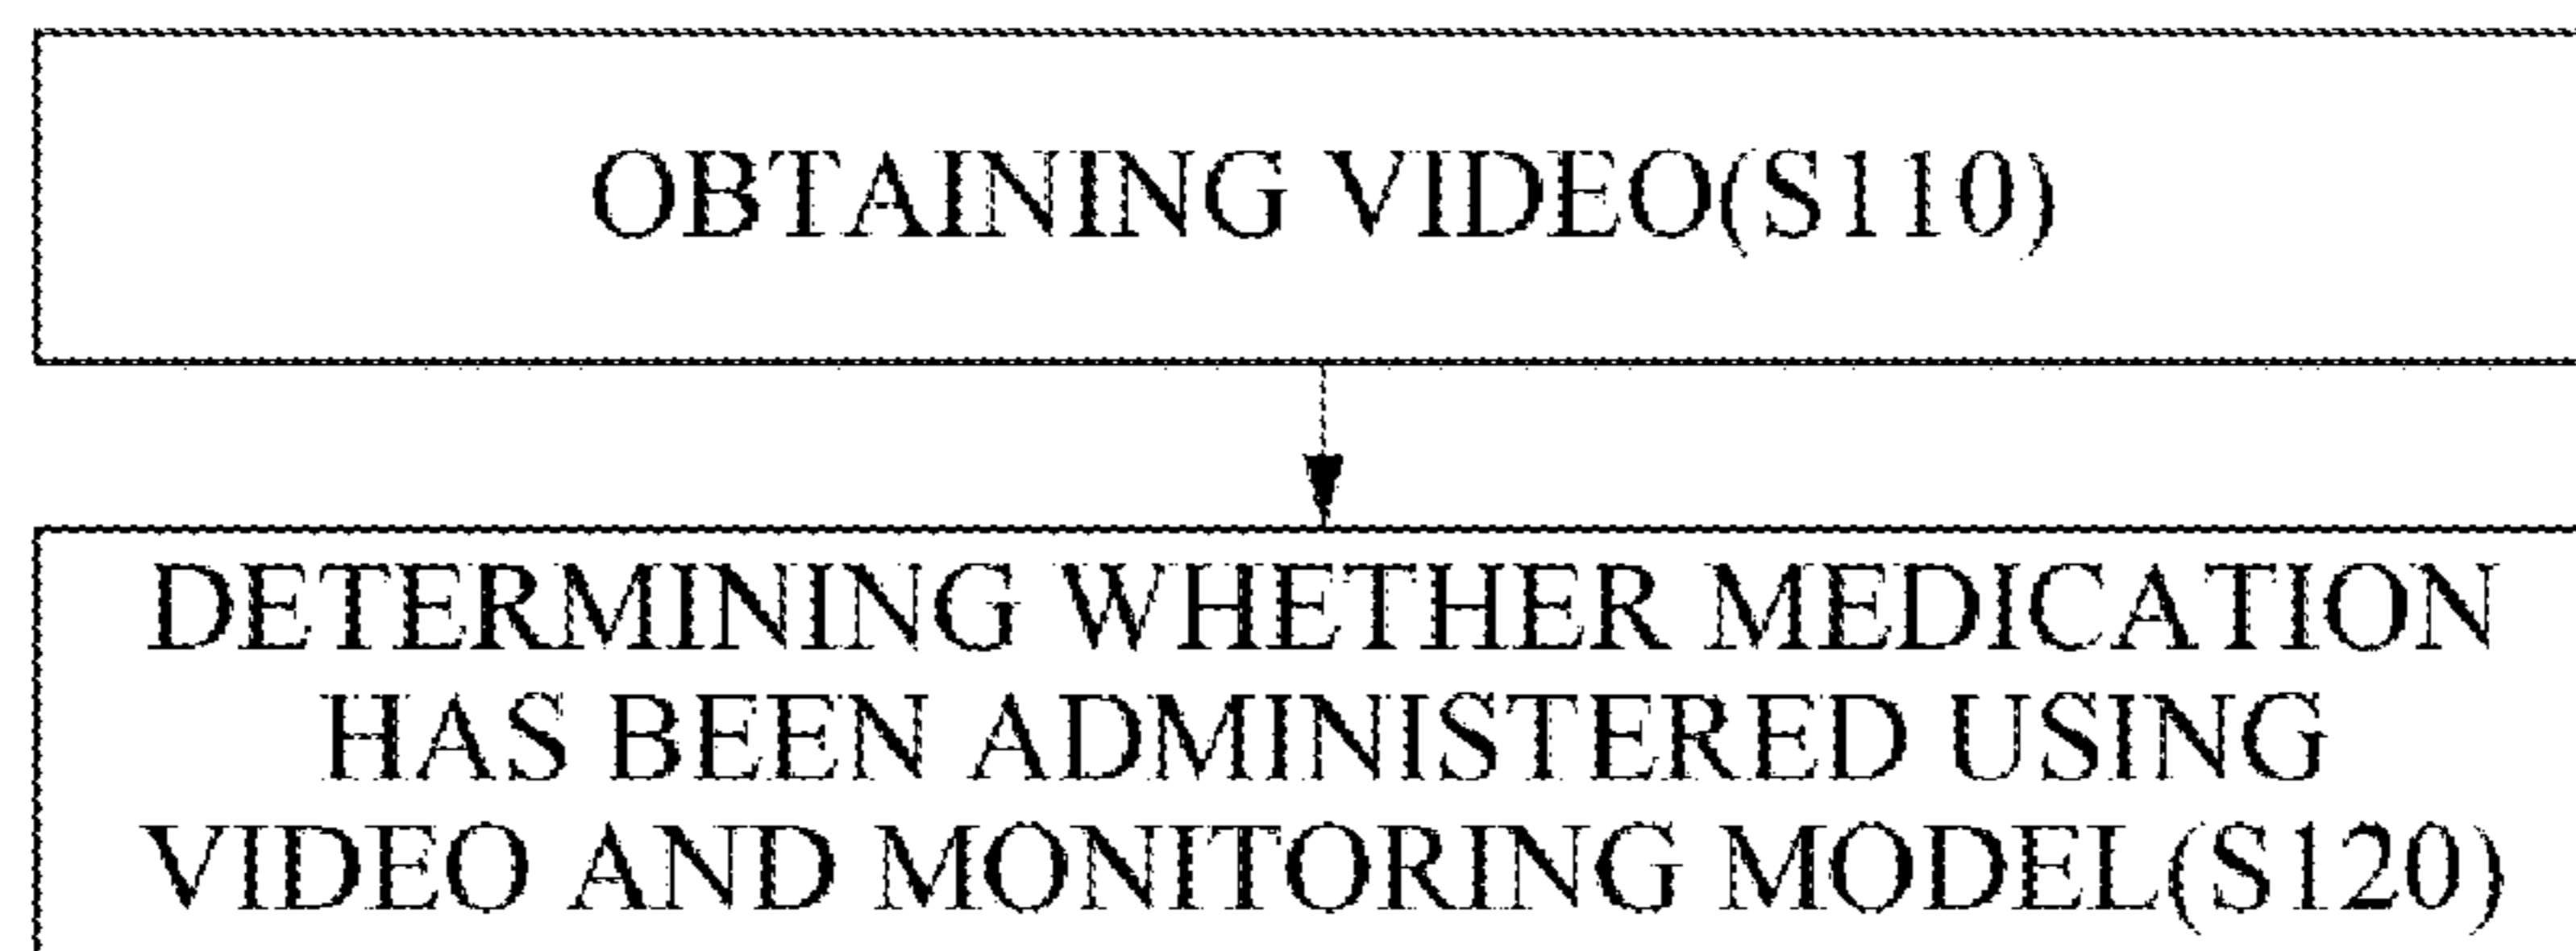 OBTAINING VIDEO(S110)
DETERMINING WHETHER MEDICATION
HAS BEEN ADMINISTERED USING
VIDEO AND MONITORING MODEL(S120)